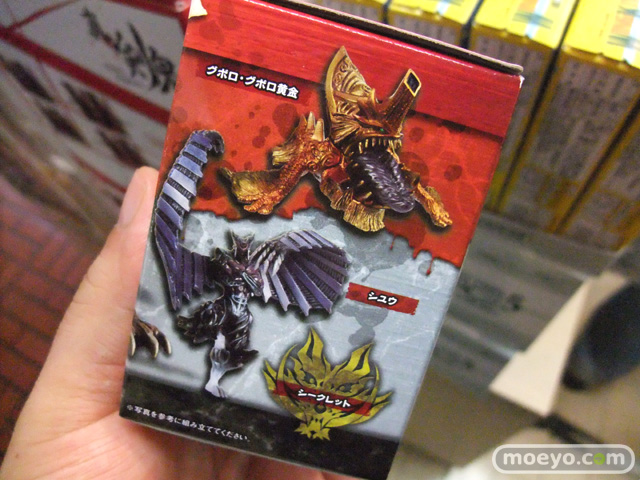 グボロ・グボロ黄金
シユウ
シークレット
※写真を参考に組み立ててください。
moeyo.com